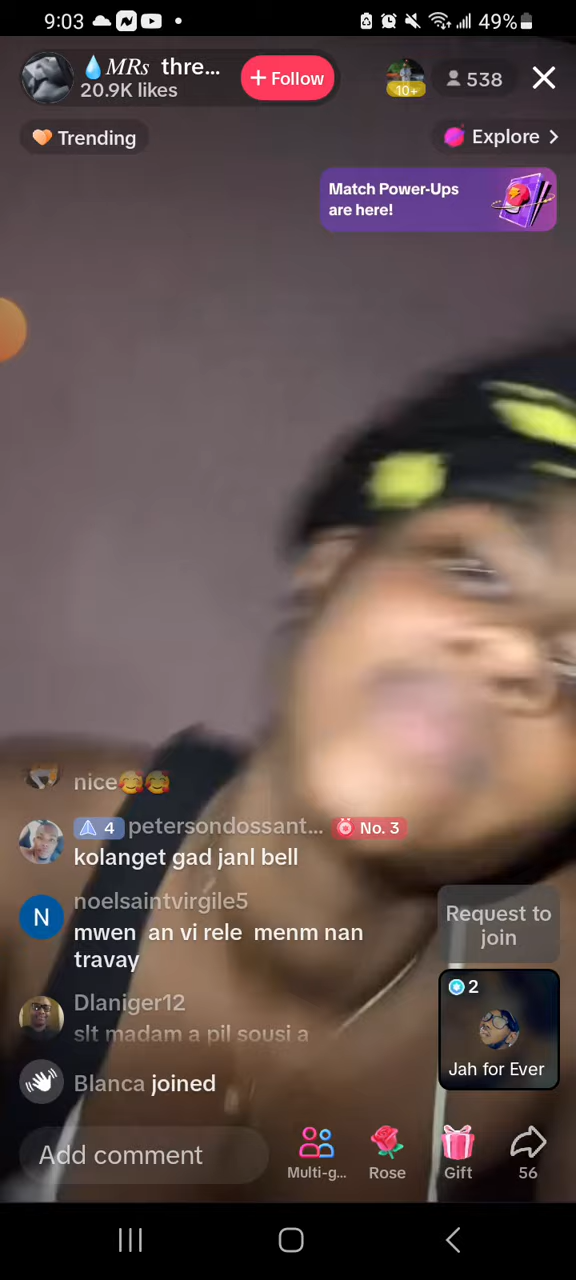 9:03
49%
💧MRs thre...
20.9K likes
+ Follow
10+
538
Trending
Explore >
Match Power-Ups
are here!
nice🥰🥰
4 petersondossant... No. 3
kolanget gad janl bell
noelsaintvirgile5
N
mwen an vi rele menm nan
travay
Request to
join
Dlaniger12
slt madam a pil sousi a
2
Jah for Ever
Blanca joined
Add comment
Multi-g...
Rose
Gift
56